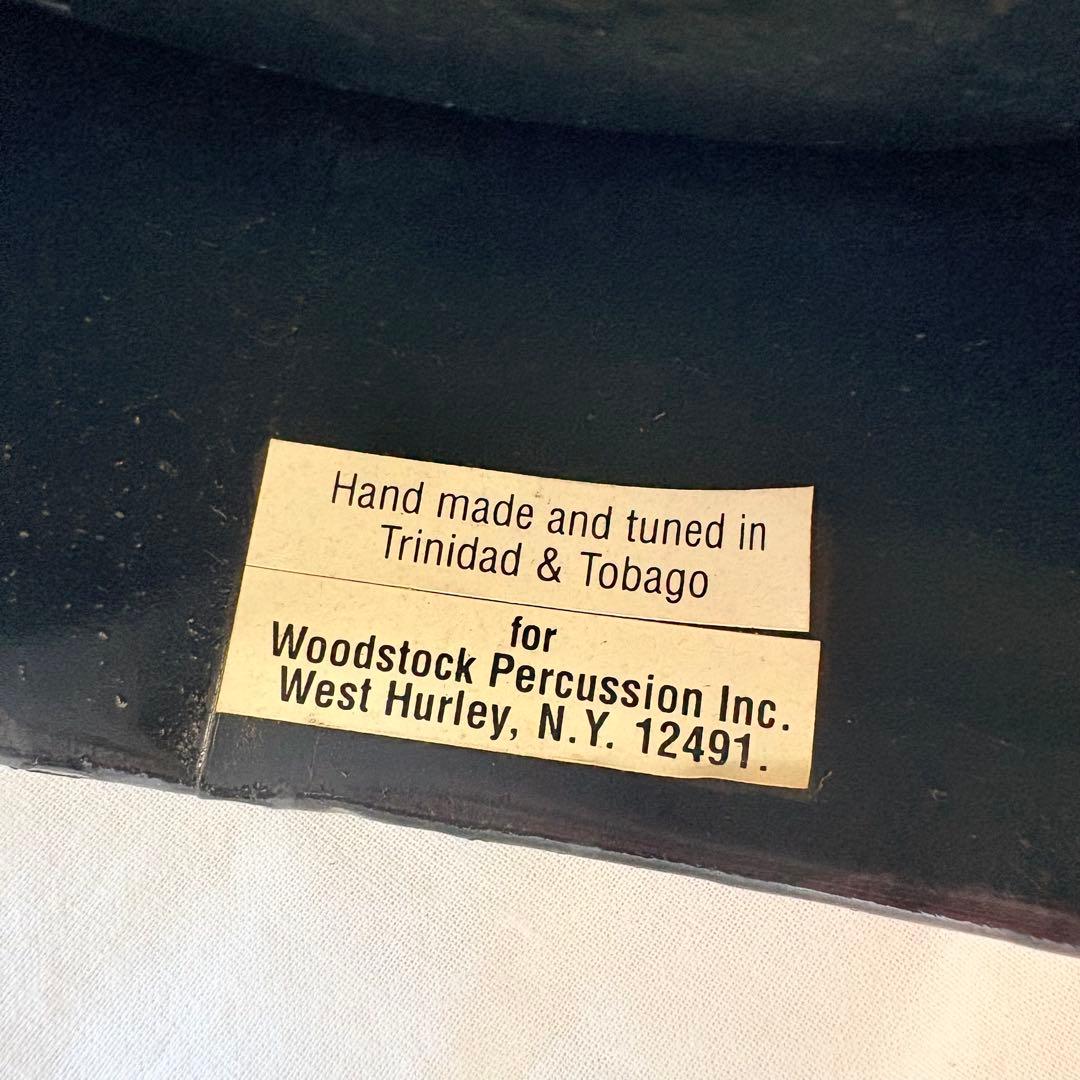 Hand made and tuned in
Trinidad & Tobago
for
Woodstock Percussion Inc.
West Hurley, N.Y. 12491.